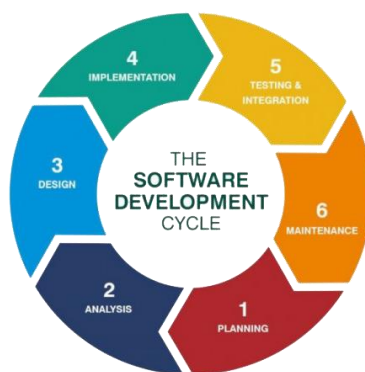 4
IMPLEMENTATION
5
TESTING &
INTEGRATION
3
DESIGN
THE
SOFTWARE
DEVELOPMENT
CYCLE
6
MAINTENANCE
2
ANALYSIS
1
PLANNING